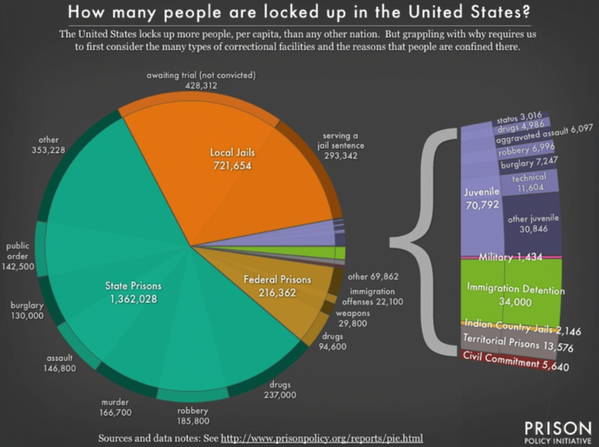 How many people are locked up in the United States?
The United States locks up more people, per capita, than any other nation. But grappling with why requires us
to first consider the many types of correctional facilities and the reasons that people are confined there.
awaiting trial (not convicted)
428,312
other
353,228
Local Jails
721,654
serving a
jail sentence
293,342
public
order
142,500
State Prisons
1,362,028
Federal Prisons
216,362
other 69,862
immigration
offenses 22,100
weapons
29,800
drugs
94,600
burglary
130,000
assault
146,800
murder
166,700
robbery
185,800
drugs
237,000
status 3,016
drugs 4,986
aggravated assault 6,097
robbery 6,996
burglary 7,247
technical
11,604
Juvenile
70,792
other juvenile
30,846
Military 1,434
Immigration Detention
34,000
Indian Country Jails 2,146
Territorial Prisons 13,576
Civil Commitment 5,640
Sources and data notes: See http://www.prisonpolicy.org/reports/pie.html
PRISON
POLICY INITIATIVE